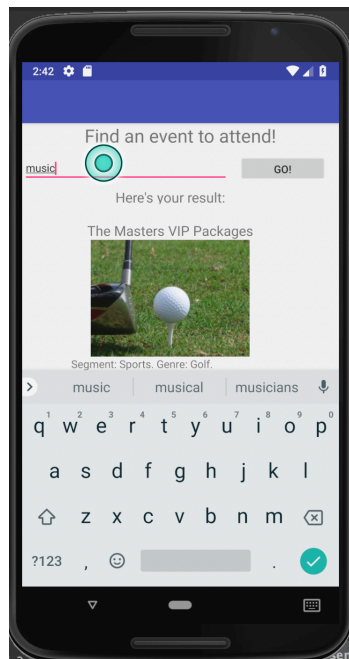 2:42
Find an event to attend!
music GO!
Here's your result:
The Masters VIP Packages
Segment: Sports. Genre: Golf.
music musical musicians
1 2 3 4 5 6 7 8 9 0
q w e r t y u i o p
a s d f g h j k l
z x c v b n m
?123 , .